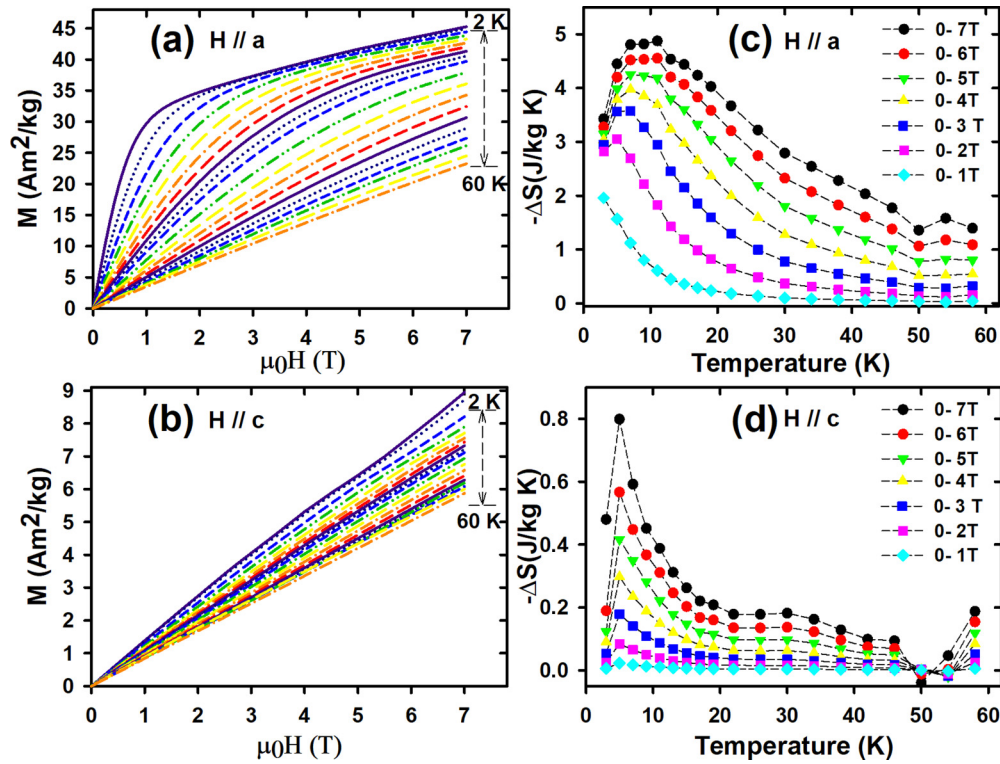 (a) H // a
2 K
60 K
M (Am²/kg)
45
40
35
30
25
20
15
10
5
0
0 1 2 3 4 5 6 7
μ₀H (T)
(c) H // a
0- 7T
0- 6T
0- 5T
0- 4T
0- 3 T
0- 2T
0- 1T
-ΔS(J/kg K)
5
4
3
2
1
0
0 10 20 30 40 50 60
Temperature (K)
(b) H // c
2 K
60 K
M (Am²/kg)
9
8
7
6
5
4
3
2
1
0
0 1 2 3 4 5 6 7
μ₀H (T)
(d) H // c
0- 7T
0- 6T
0- 5T
0- 4T
0- 3 T
0- 2T
0- 1T
-ΔS(J/kg K)
0.8
0.6
0.4
0.2
0.0
0 10 20 30 40 50 60
Temperature (K)